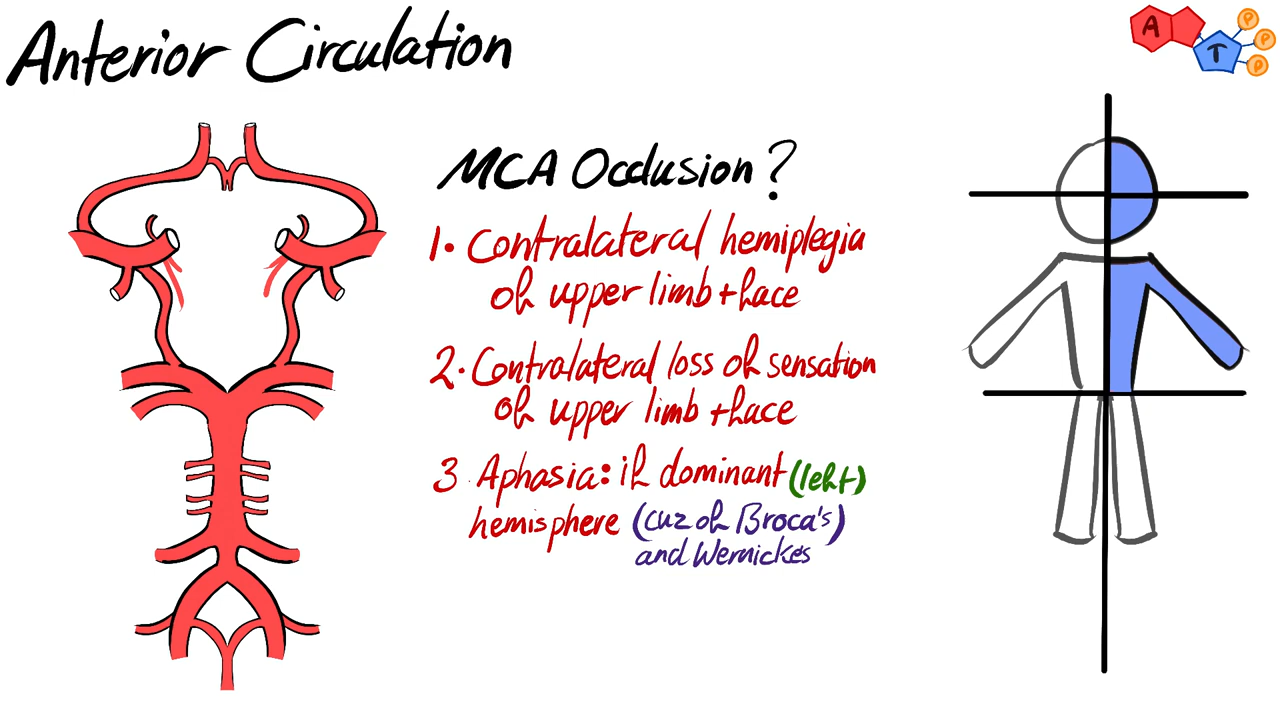 Anterior Circulation
A T P P P
MCA Occlusion?
1. Contralateral hemiplegia
of upper limb + face
2. Contralateral loss of sensation
of upper limb + face
3 Aphasia: if dominant (left)
hemisphere (cuz of Broca's)
and Wernickes